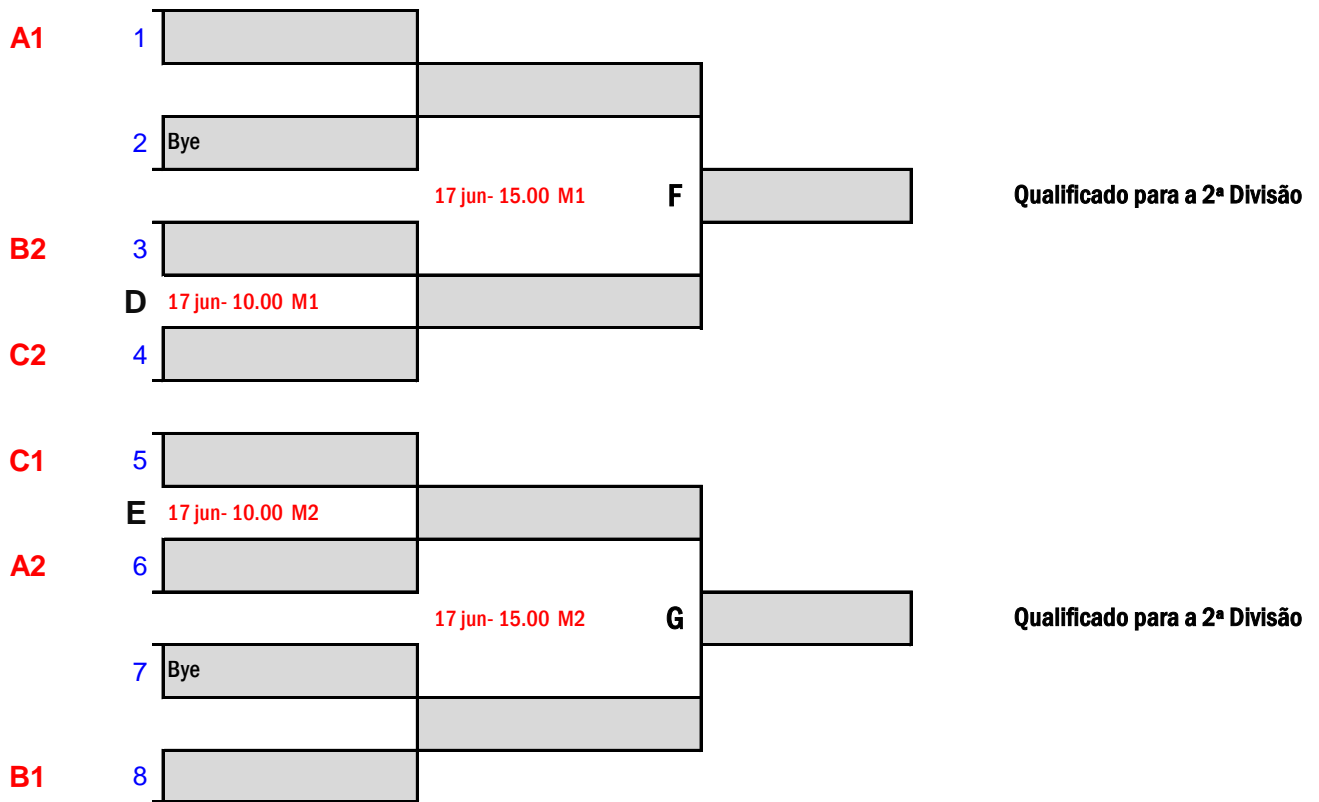 A1 1
2 Bye
17 jun- 15.00 M1 F Qualificado para a 2ª Divisão
B2 3
D 17 jun- 10.00 M1
C2 4
C1 5
E 17 jun- 10.00 M2
A2 6
17 jun- 15.00 M2 G Qualificado para a 2ª Divisão
7 Bye
B1 8